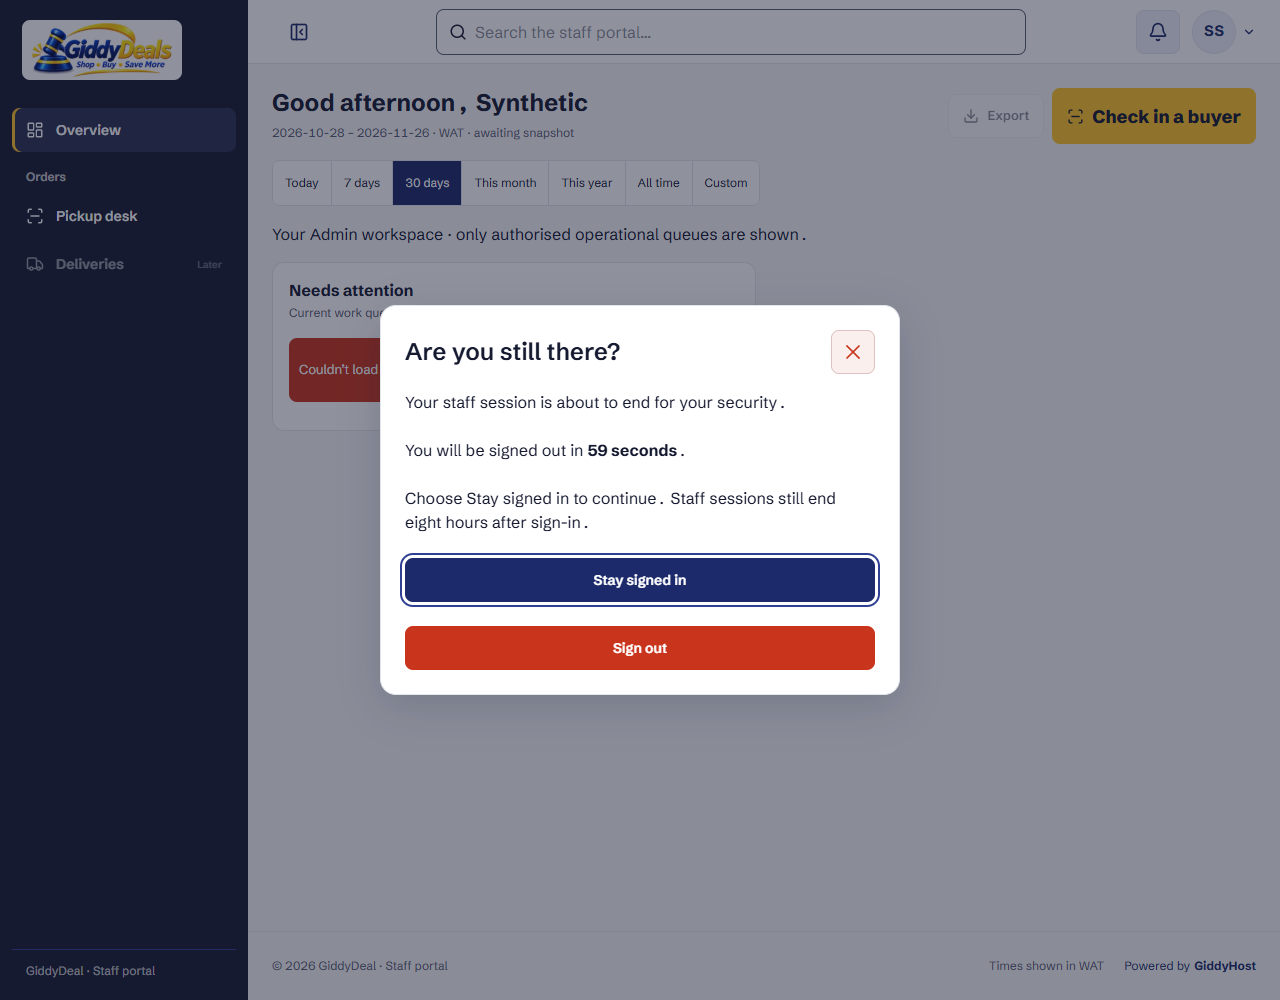 GiddyDeals
Shop • Buy • Save More
Search the staff portal...
SS
Overview
Orders
Pickup desk
Deliveries
Later
Good afternoon, Synthetic
2026-10-28 – 2026-11-26 · WAT · awaiting snapshot
Export
Check in a buyer
Today
7 days
30 days
This month
This year
All time
Custom
Your Admin workspace · only authorised operational queues are shown.
Needs attention
Current work
Couldn't load
Are you still there?
Your staff session is about to end for your security.
You will be signed out in 59 seconds.
Choose Stay signed in to continue. Staff sessions still end
eight hours after sign-in.
Stay signed in
Sign out
GiddyDeal · Staff portal
© 2026 GiddyDeal · Staff portal
Times shown in WAT
Powered by GiddyHost